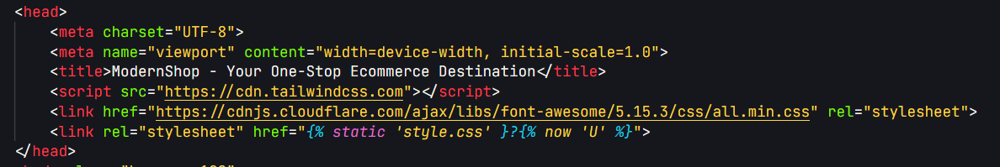 <head>
<meta charset="UTF-8">
<meta name="viewport" content="width=device-width, initial-scale=1.0">
<title>ModernShop - Your One-Stop Ecommerce Destination</title>
<script src="https://cdn.tailwindcss.com"></script>
<link href="https://cdnjs.cloudflare.com/ajax/libs/font-awesome/5.15.3/css/all.min.css" rel="stylesheet">
<link rel="stylesheet" href="{% static 'style.css' }?{% now 'U' %}">
</head>